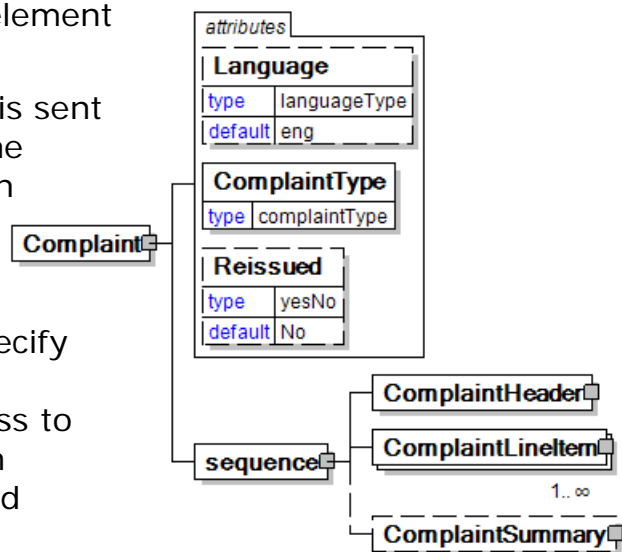 element
is sent
ne
n
ecify
ss to
n
d
attributes
Language
type languageType
default eng
ComplaintType
type complaintType
Reissued
type yesNo
default No
Complaint
sequence
ComplaintHeader
ComplaintLineItem
1..∞
ComplaintSummary